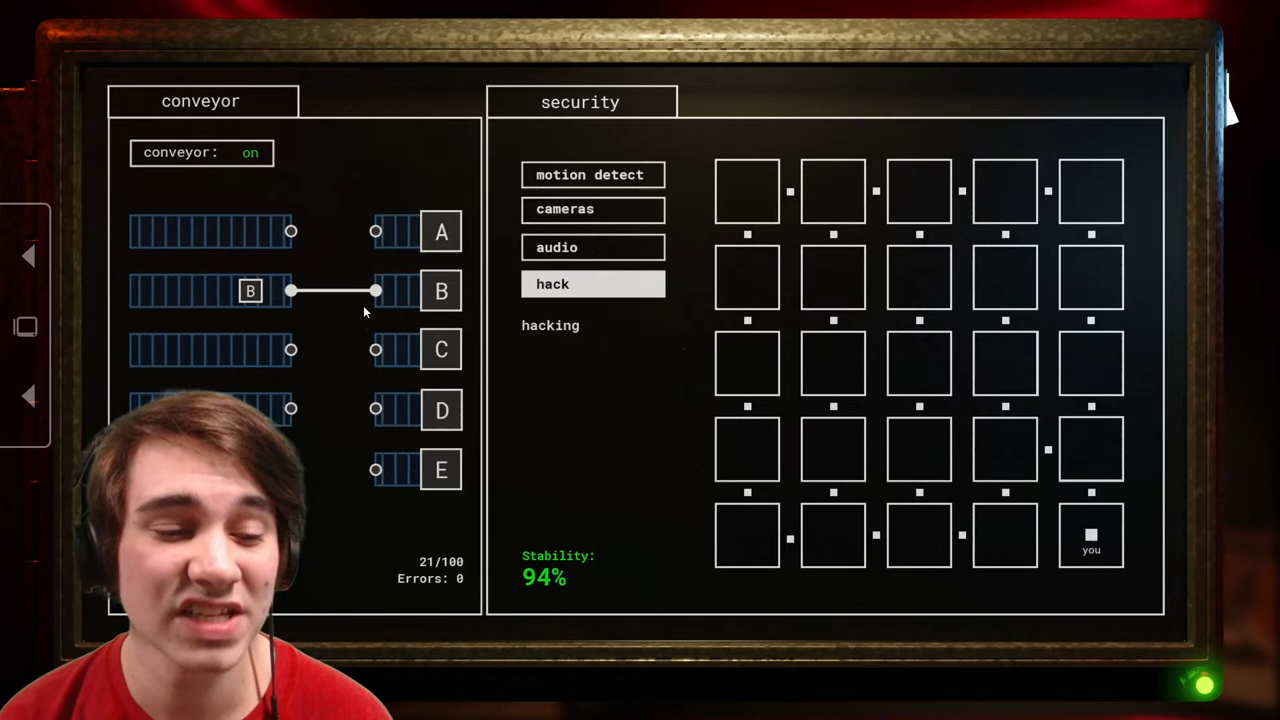 conveyor
conveyor: on
A
B
B
C
D
E
21/100
Errors: 0
security
motion detect
cameras
audio
hack
hacking
Stability:
94%
you